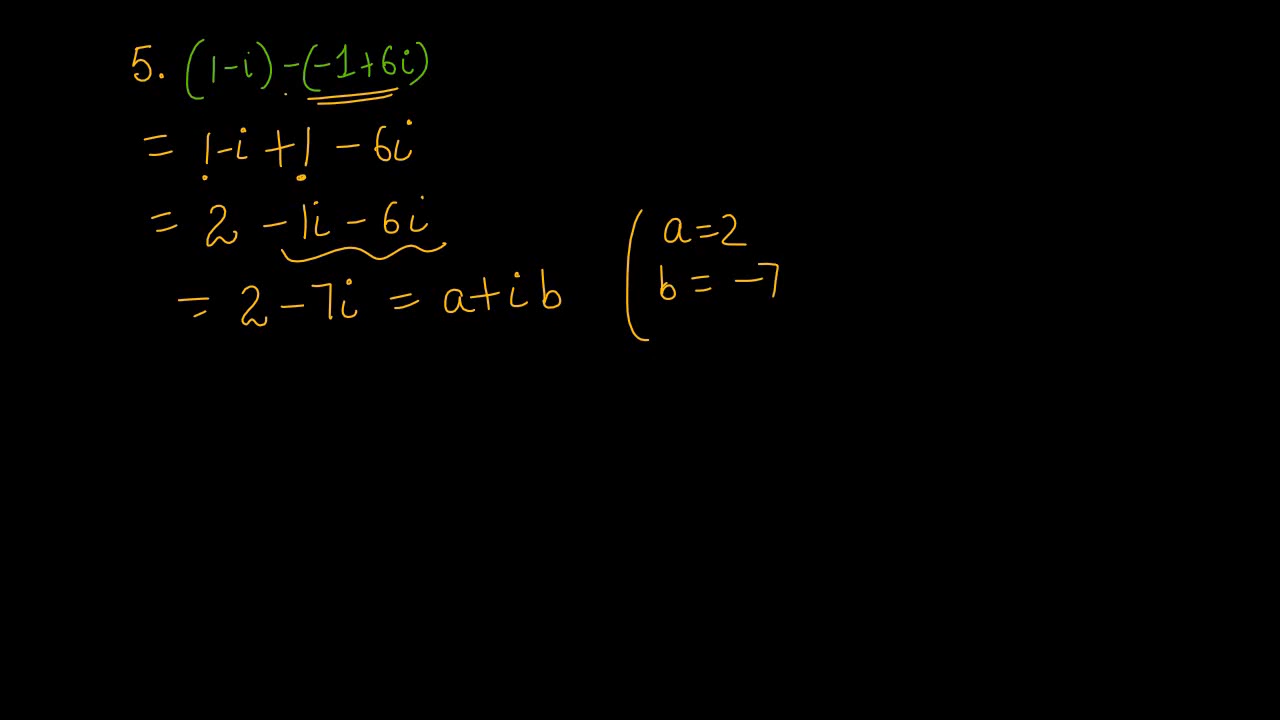 5. (1-i) - (-1+6i)
= 1-i +1 - 6i
= 2 - 1i - 6i
= 2 - 7i = a+ib
a=2
b = -7